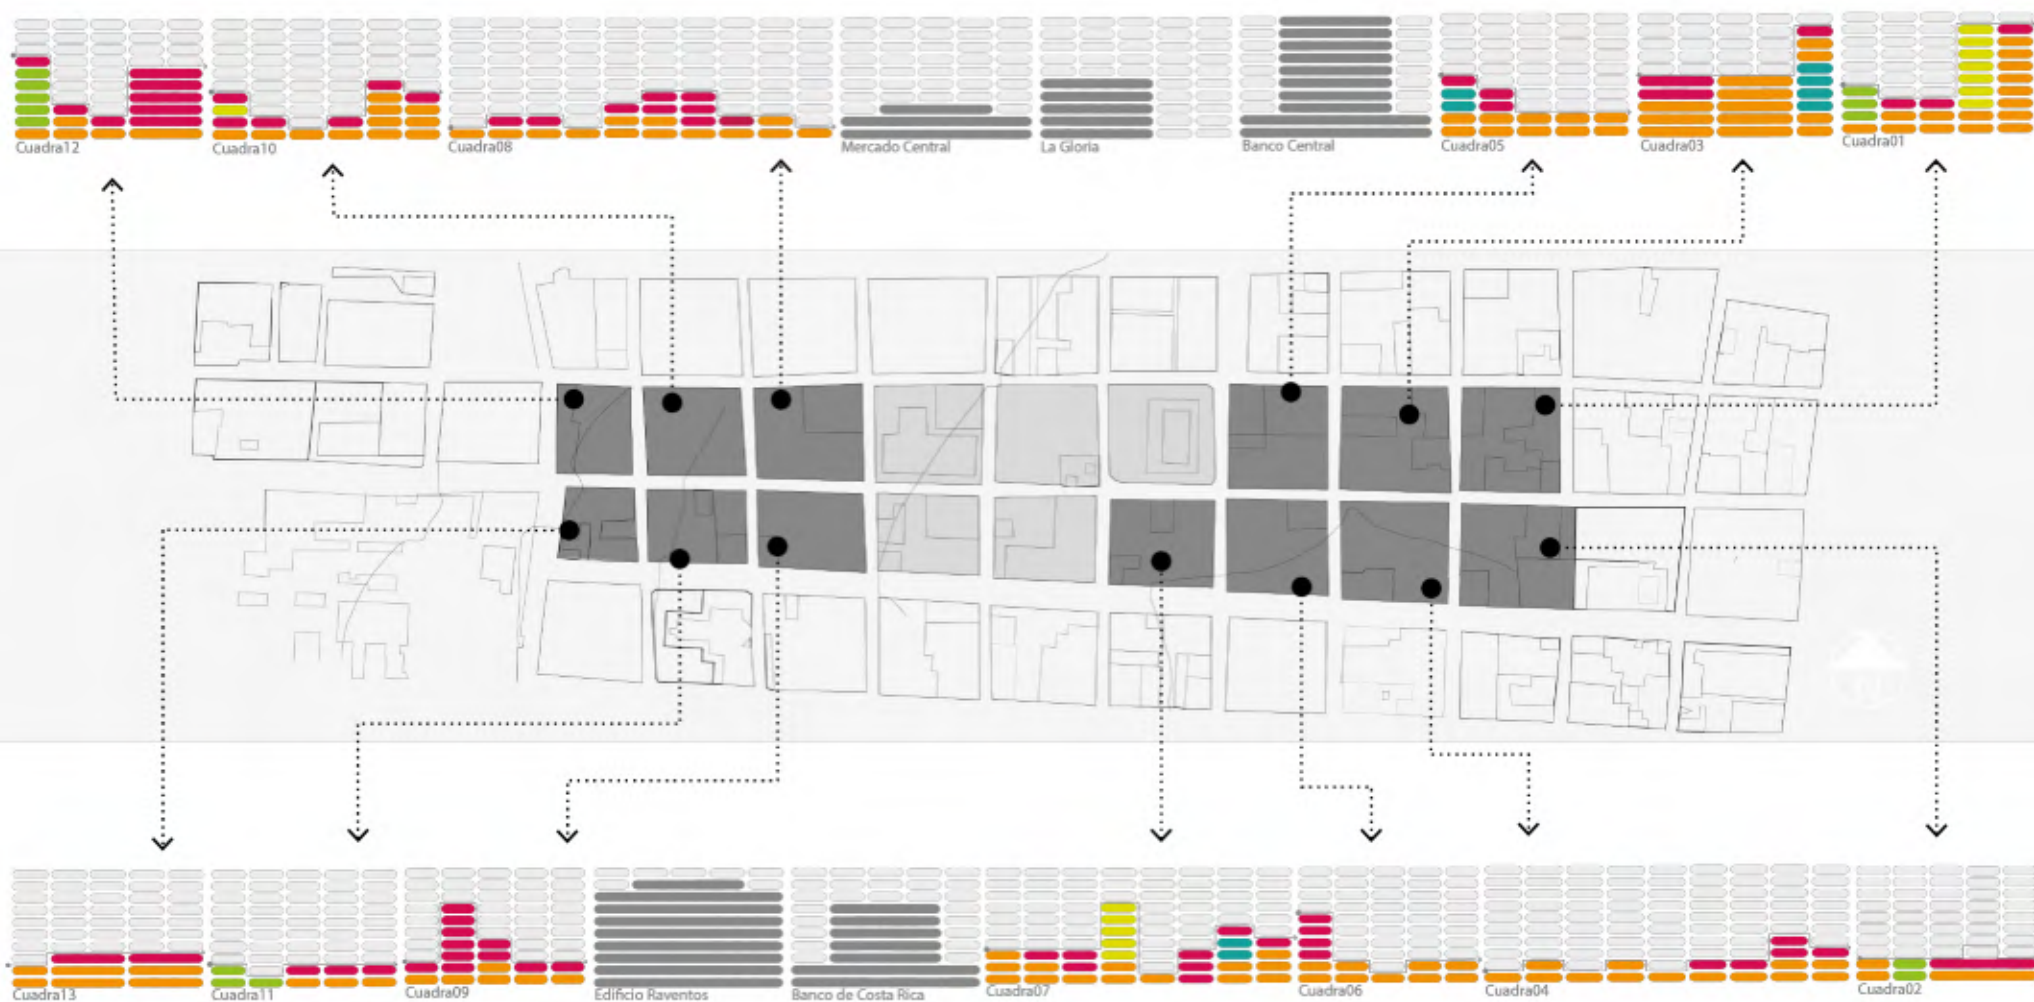 Cuadra12
Cuadra10
Cuadra08
Mercado Central
La Gloria
Banco Central
Cuadra05
Cuadra03
Cuadra01
Cuadra13
Cuadra11
Cuadra09
Edificio Raventos
Banco de Costa Rica
Cuadra07
Cuadra06
Cuadra04
Cuadra02